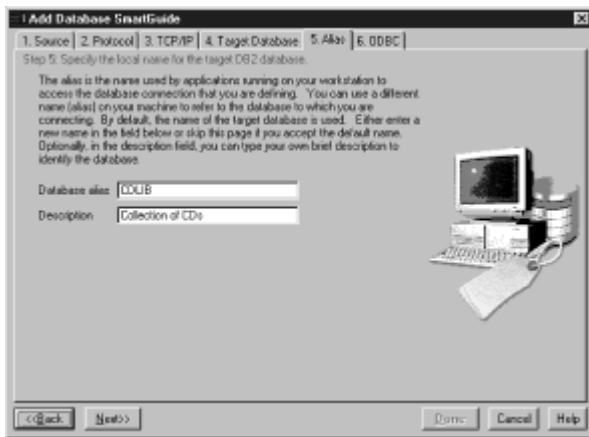 Add Database SmartGuide
1. Source 2. Protocol 3. TCP/IP 4. Target Database 5. Alias 6. ODBC
Step 5: Specify the local name for the target DB2 database.
The alias is the name used by applications running on your workstation to
access the database connection that you are defining. You can use a different
name (alias) on your machine to refer to the database to which you are
connecting. By default, the name of the target database is used. Either enter a
new name in the field below or skip this page if you accept the default name.
Optionally, in the description field, you can type your own brief description to
identify the database.
Database alias CDLIB
Description Collection of CDs
<<Back Next>> Done Cancel Help